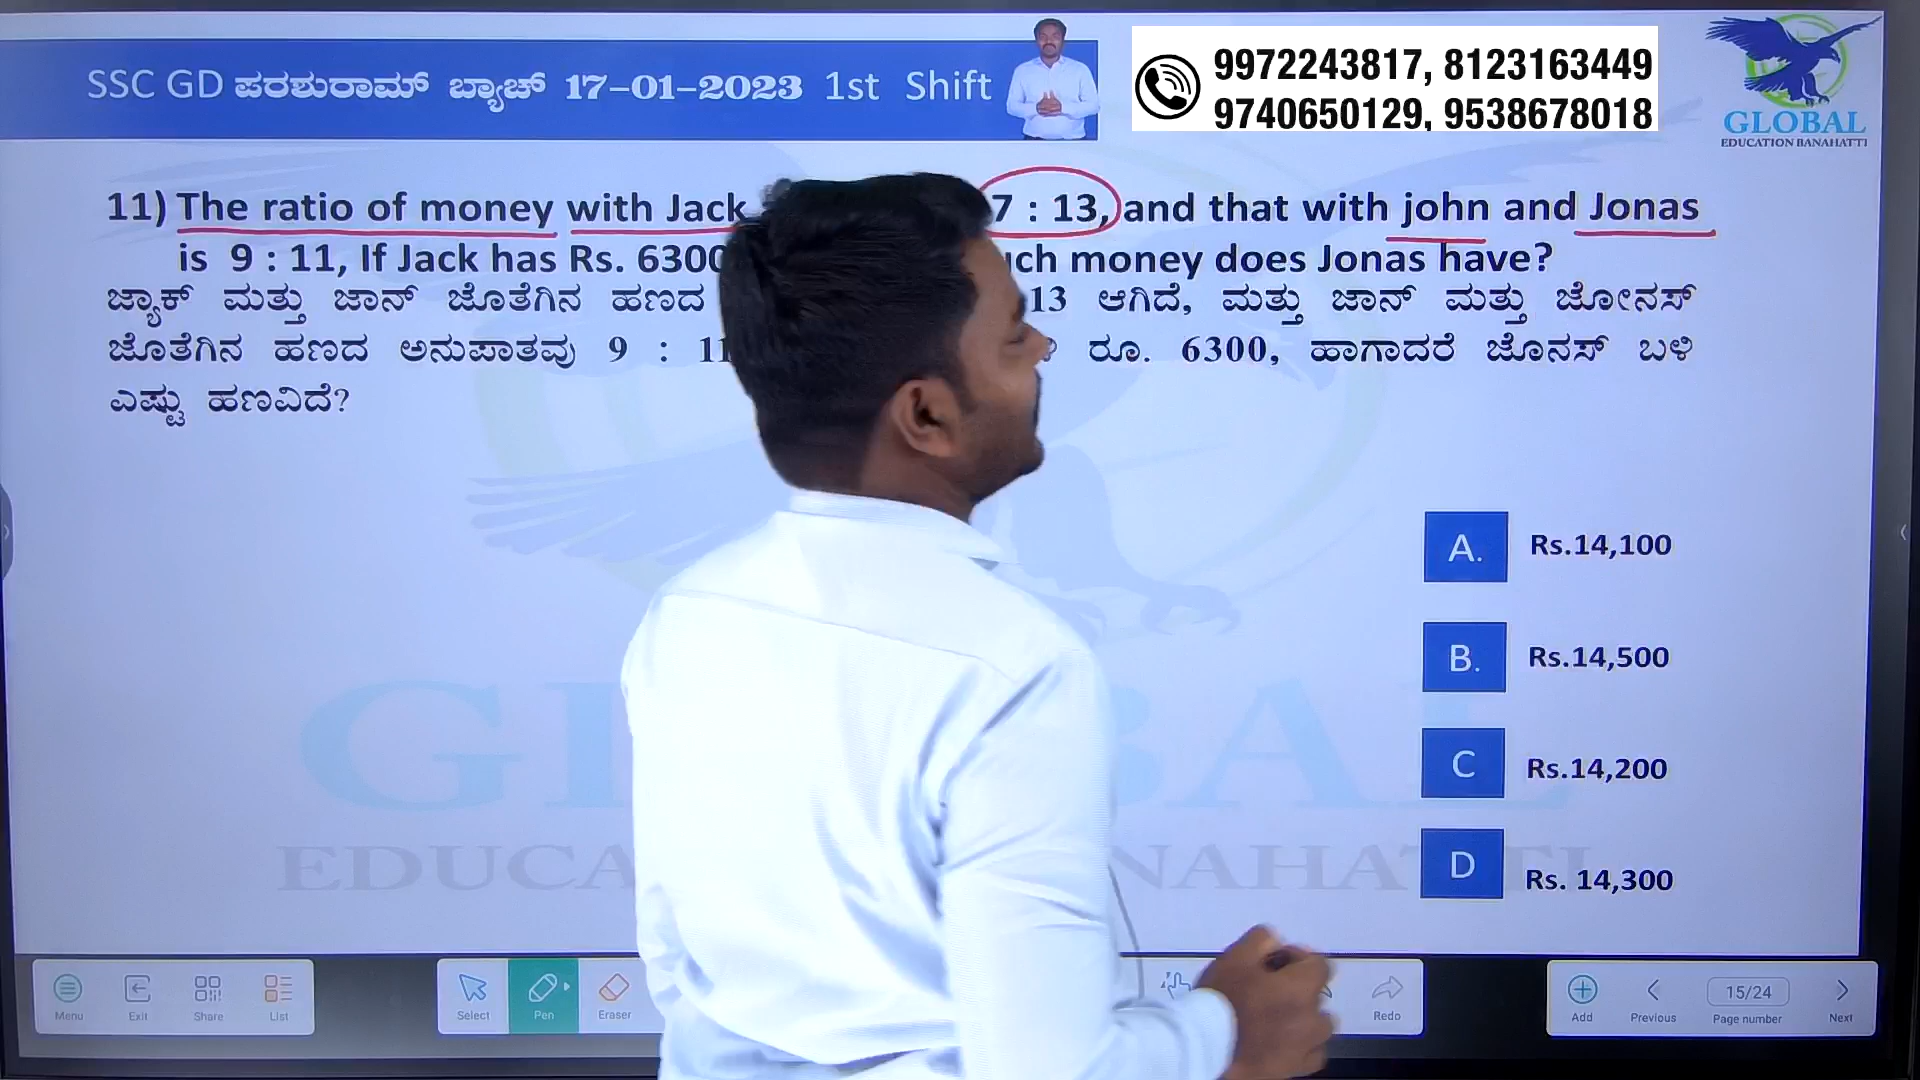 SSC GD ಪರಶುರಾಮ್ ಬ್ಯಾಚ್ 17-01-2023 1st Shift
9972243817, 8123163449
9740650129, 9538678018
GLOBAL
EDUCATION BANAHATTI
11) The ratio of money with Jack 7 : 13, and that with john and Jonas
is 9 : 11, If Jack has Rs. 6300 money does Jonas have?
ಜ್ಯಾಕ್ ಮತ್ತು ಜಾನ್ ಜೊತೆಗಿನ ಹಣದ 13 ಆಗಿದೆ, ಮತ್ತು ಜಾನ್ ಮತ್ತು ಜೋನಸ್
ಜೊತೆಗಿನ ಹಣದ ಅನುಪಾತವು 9 : 11 ರೂ. 6300, ಹಾಗಾದರೆ ಜೊನಸ್ ಬಳಿ
ಎಷ್ಟು ಹಣವಿದೆ?
A. Rs.14,100
B. Rs.14,500
C Rs.14,200
D Rs. 14,300
Menu Exit Share List Select Pen Eraser Redo Add Previous 15/24 Page number Next